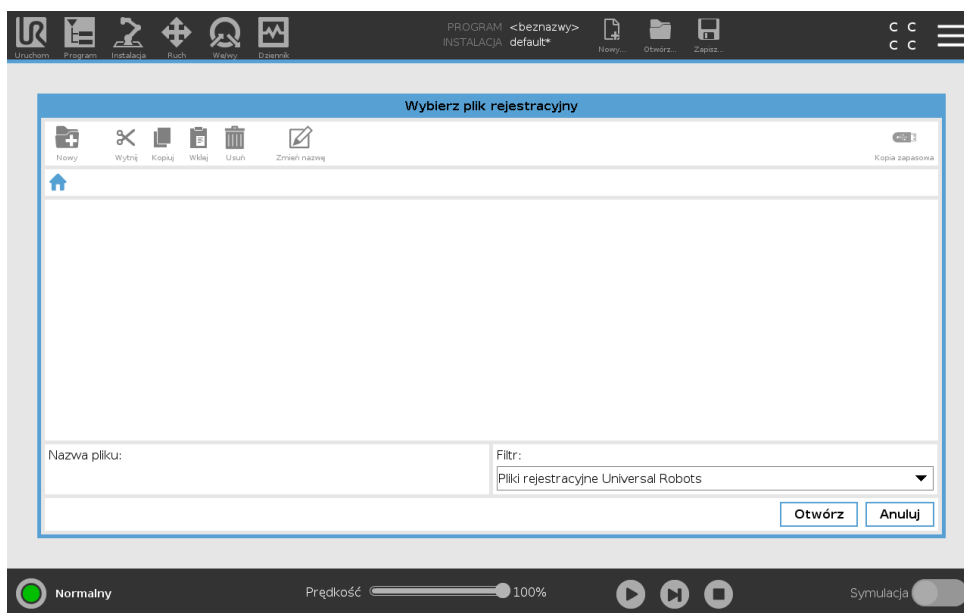 PROGRAM <beznazwy>
INSTALACJA default*
Uruchom Program Instalacja Ruch We/wy Dziennik Nowy... Otwórz... Zapisz...
C C
C C
Wybierz plik rejestracyjny
Nowy Wytnij Kopiuj Wklej Usuń Zmień nazwę Kopia zapasowa
Nazwa pliku:
Filtr:
Pliki rejestracyjne Universal Robots
Otwórz Anuluj
Normalny Prędkość 100% Symulacja